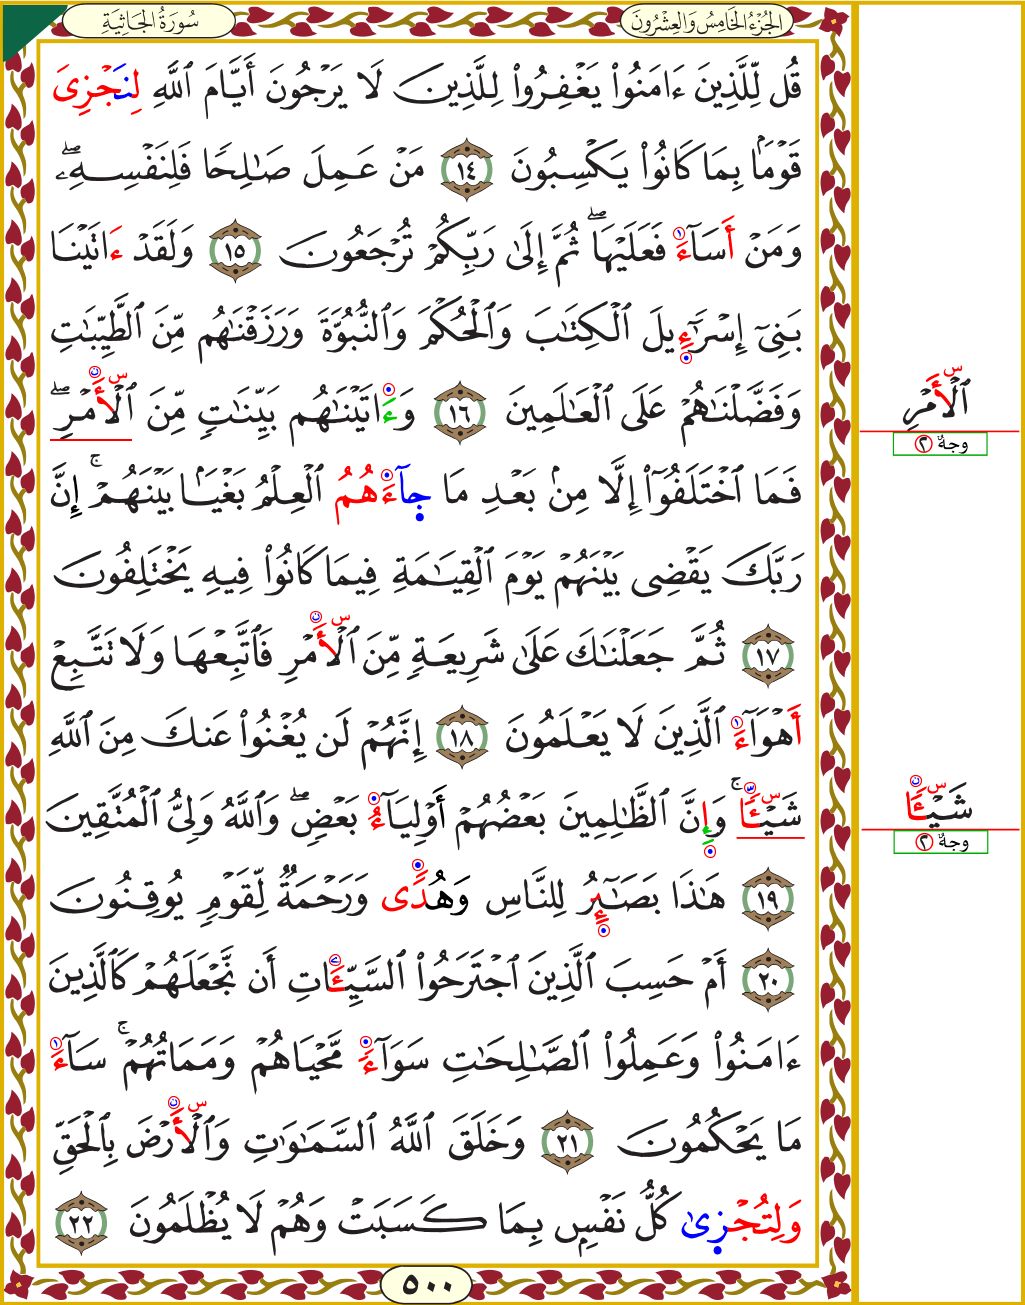 الجُزْءُ الخَامِسُ وَالعِشْرُونَ
سُورَةُ الجَاثِيَةِ
قُل لِّلَّذِينَ ءَامَنُوا۟ يَغْفِرُوا۟ لِلَّذِينَ لَا يَرْجُونَ أَيَّامَ ٱللَّهِ لِنَجْزِىَ
قَوْمًۢا بِمَا كَانُوا۟ يَكْسِبُونَ ١٤ مَنْ عَمِلَ صَـٰلِحًا فَلِنَفْسِهِۦۖ
وَمَنْ أَسَآءَ فَعَلَيْهَاۖ ثُمَّ إِلَىٰ رَبِّكُمْ تُرْجَعُونَ ١٥ وَلَقَدْ ءَاتَيْنَا
بَنِىٓ إِسْرَٰٓءِيلَ ٱلْكِتَـٰبَ وَٱلْحُكْمَ وَٱلنُّبُوَّةَ وَرَزَقْنَـٰهُم مِّنَ ٱلطَّيِّبَـٰتِ
وَفَضَّلْنَـٰهُمْ عَلَى ٱلْعَـٰلَمِينَ ١٦ وَءَاتَيْنَـٰهُم بَيِّنَـٰتٍ مِّنَ ٱلْأَمْرِۖ
فَمَا ٱخْتَلَفُوٓا۟ إِلَّا مِنۢ بَعْدِ مَا جَآءَهُمُ ٱلْعِلْمُ بَغْيًۢا بَيْنَهُمْۚ إِنَّ
رَبَّكَ يَقْضِى بَيْنَهُمْ يَوْمَ ٱلْقِيَـٰمَةِ فِيمَا كَانُوا۟ فِيهِ يَخْتَلِفُونَ
١٧ ثُمَّ جَعَلْنَـٰكَ عَلَىٰ شَرِيعَةٍ مِّنَ ٱلْأَمْرِ فَٱتَّبِعْهَا وَلَا تَتَّبِعْ
أَهْوَآءَ ٱلَّذِينَ لَا يَعْلَمُونَ ١٨ إِنَّهُمْ لَن يُغْنُوا۟ عَنكَ مِنَ ٱللَّهِ
شَيْـًٔاۚ وَإِنَّ ٱلظَّـٰلِمِينَ بَعْضُهُمْ أَوْلِيَآءُ بَعْضٍۖ وَٱللَّهُ وَلِىُّ ٱلْمُتَّقِينَ
١٩ هَـٰذَا بَصَـٰٓئِرُ لِلنَّاسِ وَهُدًى وَرَحْمَةٌ لِّقَوْمٍ يُوقِنُونَ
٢٠ أَمْ حَسِبَ ٱلَّذِينَ ٱجْتَرَحُوا۟ ٱلسَّيِّـَٔاتِ أَن نَّجْعَلَهُمْ كَٱلَّذِينَ
ءَامَنُوا۟ وَعَمِلُوا۟ ٱلصَّـٰلِحَـٰتِ سَوَآءً مَّحْيَاهُمْ وَمَمَاتُهُمْۚ سَآءَ
مَا يَحْكُمُونَ ٢١ وَخَلَقَ ٱللَّهُ ٱلسَّمَـٰوَٰتِ وَٱلْأَرْضَ بِٱلْحَقِّ
وَلِتُجْزَىٰ كُلُّ نَفْسٍۭ بِمَا كَسَبَتْ وَهُمْ لَا يُظْلَمُونَ ٢٢
٥٠٠
ٱلْأَمْرِ
٢ وجهٌ
شَيْـًٔا
٢ وجهٌ